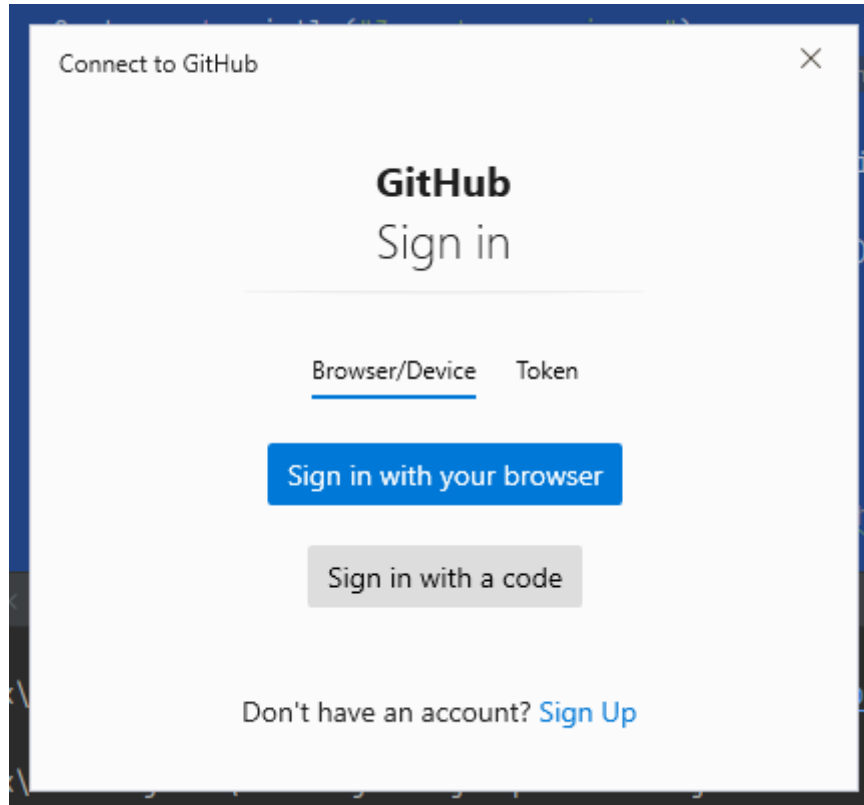 Connect to GitHub
GitHub
Sign in
Browser/Device Token
Sign in with your browser
Sign in with a code
Don't have an account? Sign Up